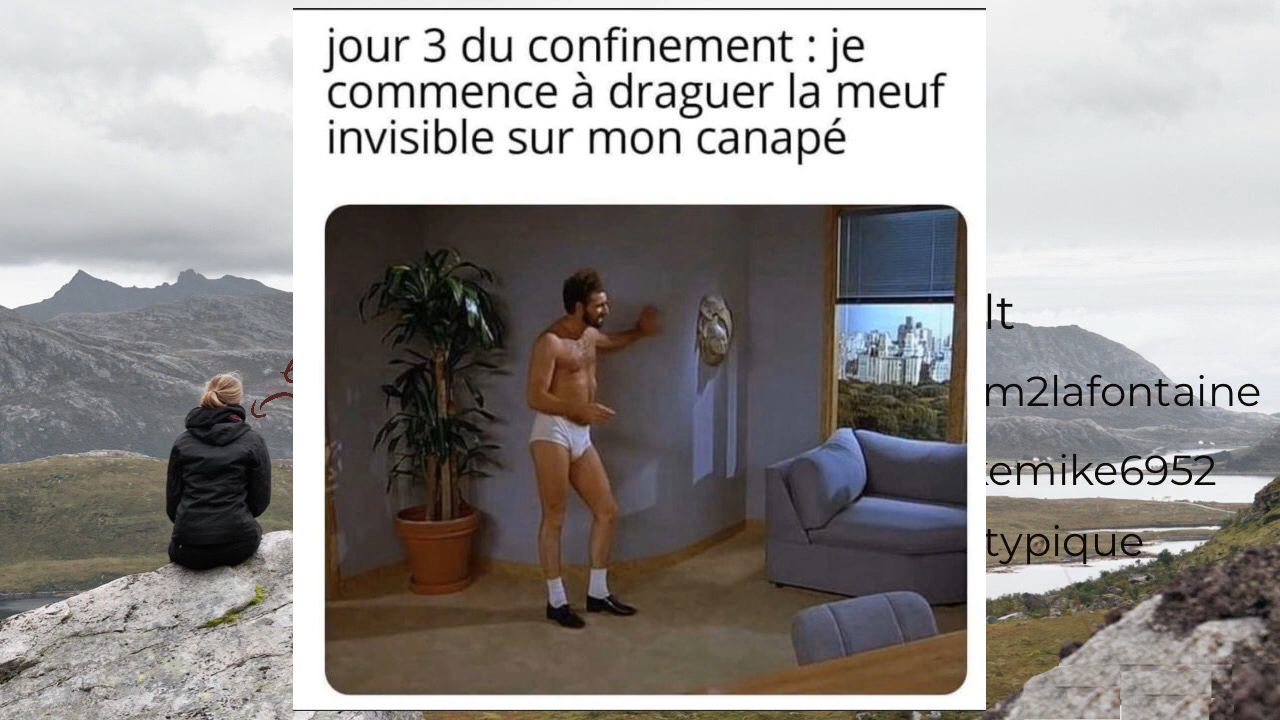 jour 3 du confinement : je
commence à draguer la meuf
invisible sur mon canapé
lt
m2lafontaine
emike6952
typique